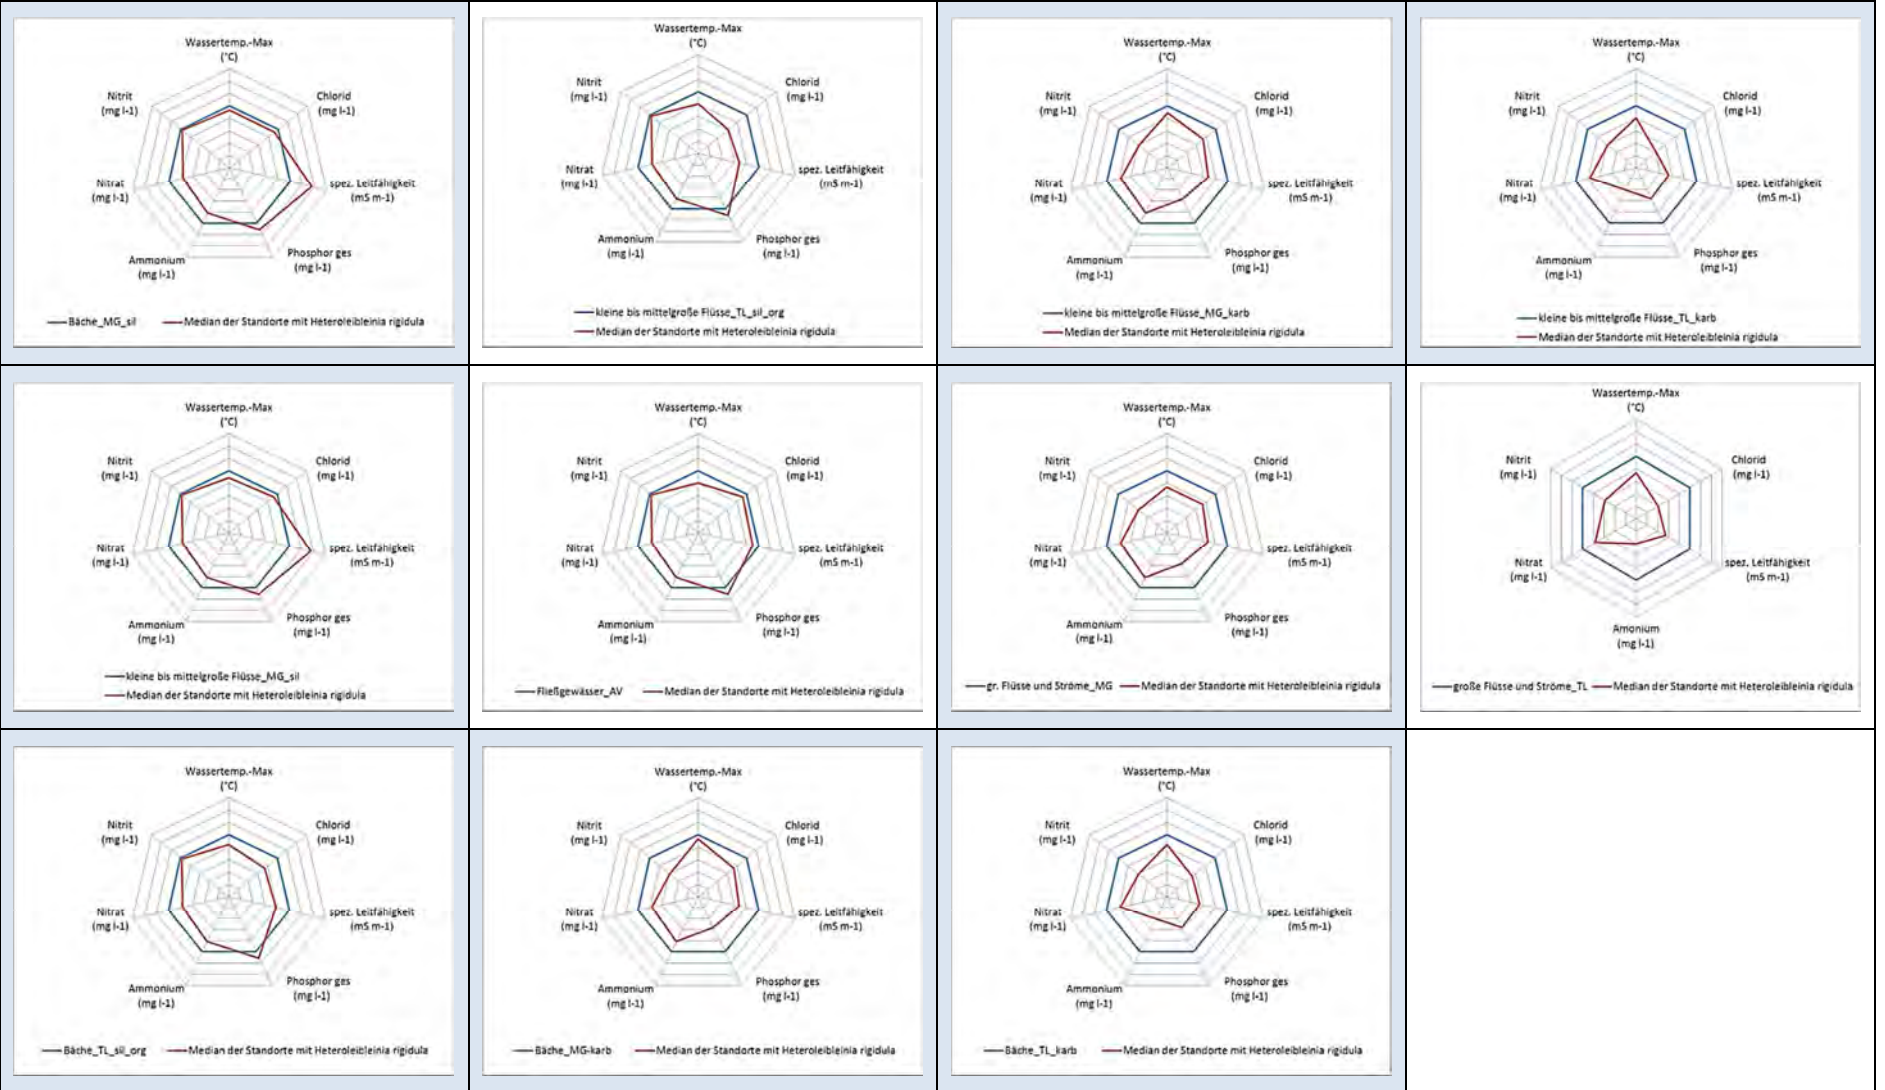 Wassertemp.-Max
(°C)
Nitrit
(mg l-1)
Chlorid
(mg l-1)
Nitrat
(mg l-1)
spez. Leitfähigkeit
(mS m-1)
Ammonium
(mg l-1)
Phosphor ges
(mg l-1)
Bäche_MG_sil
Median der Standorte mit Heteroleibleinia rigidula
Wassertemp.-Max
(°C)
Nitrit
(mg l-1)
Chlorid
(mg l-1)
Nitrat
(mg l-1)
spez. Leitfähigkeit
(mS m-1)
Ammonium
(mg l-1)
Phosphor ges
(mg l-1)
kleine bis mittelgroße Flüsse_TL_sil_org
Median der Standorte mit Heteroleibleinia rigidula
Wassertemp.-Max
(°C)
Nitrit
(mg l-1)
Chlorid
(mg l-1)
Nitrat
(mg l-1)
spez. Leitfähigkeit
(mS m-1)
Ammonium
(mg l-1)
Phosphor ges
(mg l-1)
kleine bis mittelgroße Flüsse_MG_karb
Median der Standorte mit Heteroleibleinia rigidula
Wassertemp.-Max
(°C)
Nitrit
(mg l-1)
Chlorid
(mg l-1)
Nitrat
(mg l-1)
spez. Leitfähigkeit
(mS m-1)
Ammonium
(mg l-1)
Phosphor ges
(mg l-1)
kleine bis mittelgroße Flüsse_TL_karb
Median der Standorte mit Heteroleibleinia rigidula
Wassertemp.-Max
(°C)
Nitrit
(mg l-1)
Chlorid
(mg l-1)
Nitrat
(mg l-1)
spez. Leitfähigkeit
(mS m-1)
Ammonium
(mg l-1)
Phosphor ges
(mg l-1)
kleine bis mittelgroße Flüsse_MG_sil
Median der Standorte mit Heteroleibleinia rigidula
Wassertemp.-Max
(°C)
Nitrit
(mg l-1)
Chlorid
(mg l-1)
Nitrat
(mg l-1)
spez. Leitfähigkeit
(mS m-1)
Ammonium
(mg l-1)
Phosphor ges
(mg l-1)
Fließgewässer_AV
Median der Standorte mit Heteroleibleinia rigidula
Wassertemp.-Max
(°C)
Nitrit
(mg l-1)
Chlorid
(mg l-1)
Nitrat
(mg l-1)
spez. Leitfähigkeit
(mS m-1)
Ammonium
(mg l-1)
Phosphor ges
(mg l-1)
gr. Flüsse und Ströme_MG
Median der Standorte mit Heteroleibleinia rigidula
Wassertemp.-Max
(°C)
Nitrit
(mg l-1)
Chlorid
(mg l-1)
Nitrat
(mg l-1)
spez. Leitfähigkeit
(mS m-1)
Amonium
(mg l-1)
große Flüsse und Ströme_TL
Median der Standorte mit Heteroleibleinia rigidula
Wassertemp.-Max
(°C)
Nitrit
(mg l-1)
Chlorid
(mg l-1)
Nitrat
(mg l-1)
spez. Leitfähigkeit
(mS m-1)
Ammonium
(mg l-1)
Phosphor ges
(mg l-1)
Bäche_TL_sil_org
Median der Standorte mit Heteroleibleinia rigidula
Wassertemp.-Max
(°C)
Nitrit
(mg l-1)
Chlorid
(mg l-1)
Nitrat
(mg l-1)
spez. Leitfähigkeit
(mS m-1)
Ammonium
(mg l-1)
Phosphor ges
(mg l-1)
Bäche_MG-karb
Median der Standorte mit Heteroleibleinia rigidula
Wassertemp.-Max
(°C)
Nitrit
(mg l-1)
Chlorid
(mg l-1)
Nitrat
(mg l-1)
spez. Leitfähigkeit
(mS m-1)
Ammonium
(mg l-1)
Phosphor ges
(mg l-1)
Bäche_TL_karb
Median der Standorte mit Heteroleibleinia rigidula